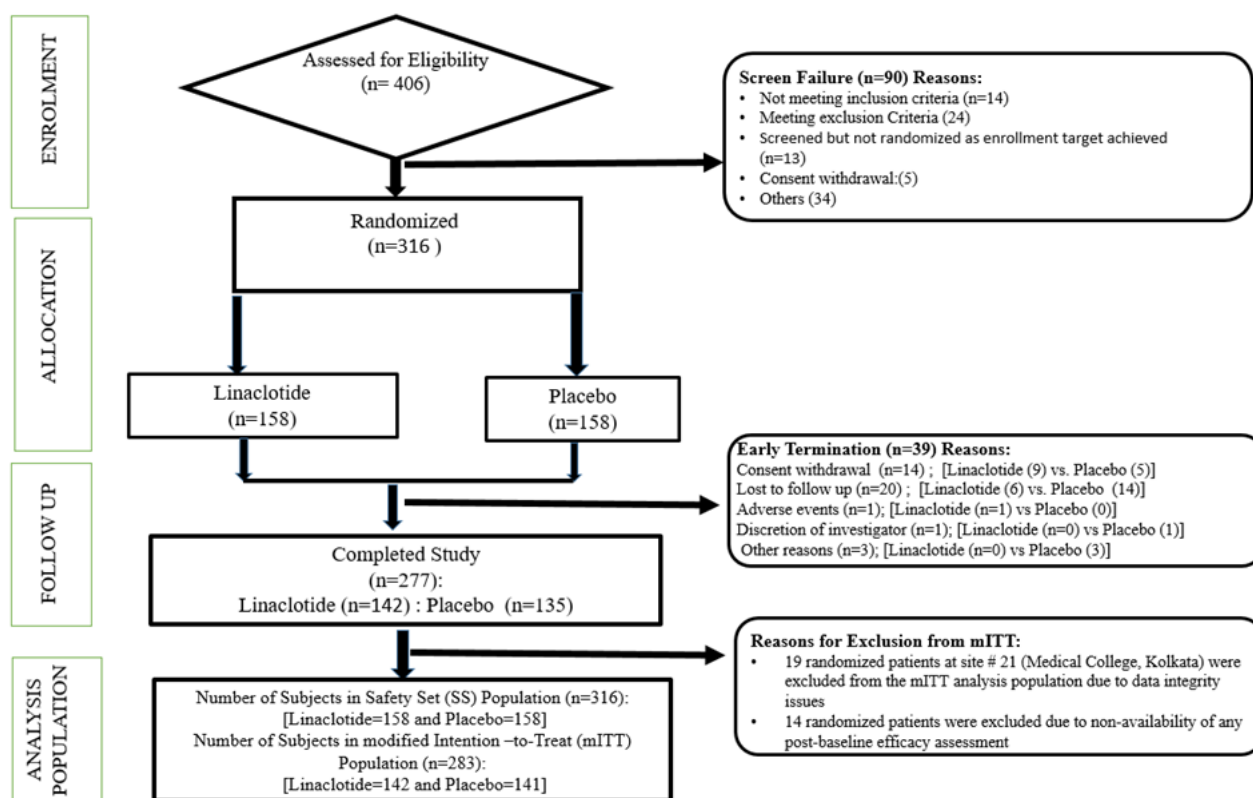 ENROLMENT
Assessed for Eligibility
(n= 406)
Screen Failure (n=90) Reasons:
• Not meeting inclusion criteria (n=14)
• Meeting exclusion Criteria (24)
• Screened but not randomized as enrollment target achieved
(n=13)
• Consent withdrawal:(5)
• Others (34)
ALLOCATION
Randomized
(n=316 )
Linaclotide
(n=158)
Placebo
(n=158)
FOLLOW UP
Early Termination (n=39) Reasons:
Consent withdrawal (n=14) ; [Linaclotide (9) vs. Placebo (5)]
Lost to follow up (n=20) ; [Linaclotide (6) vs. Placebo (14)]
Adverse events (n=1); [Linaclotide (n=1) vs Placebo (0)]
Discretion of investigator (n=1); [Linaclotide (n=0) vs Placebo (1)]
Other reasons (n=3); [Linaclotide (n=0) vs Placebo (3)]
Completed Study
(n=277):
Linaclotide (n=142) : Placebo (n=135)
ANALYSIS
POPULATION
Reasons for Exclusion from mITT:
• 19 randomized patients at site # 21 (Medical College, Kolkata) were
excluded from the mITT analysis population due to data integrity
issues
• 14 randomized patients were excluded due to non-availability of any
post-baseline efficacy assessment
Number of Subjects in Safety Set (SS) Population (n=316):
[Linaclotide=158 and Placebo=158]
Number of Subjects in modified Intention –to-Treat (mITT)
Population (n=283):
[Linaclotide=142 and Placebo=141]